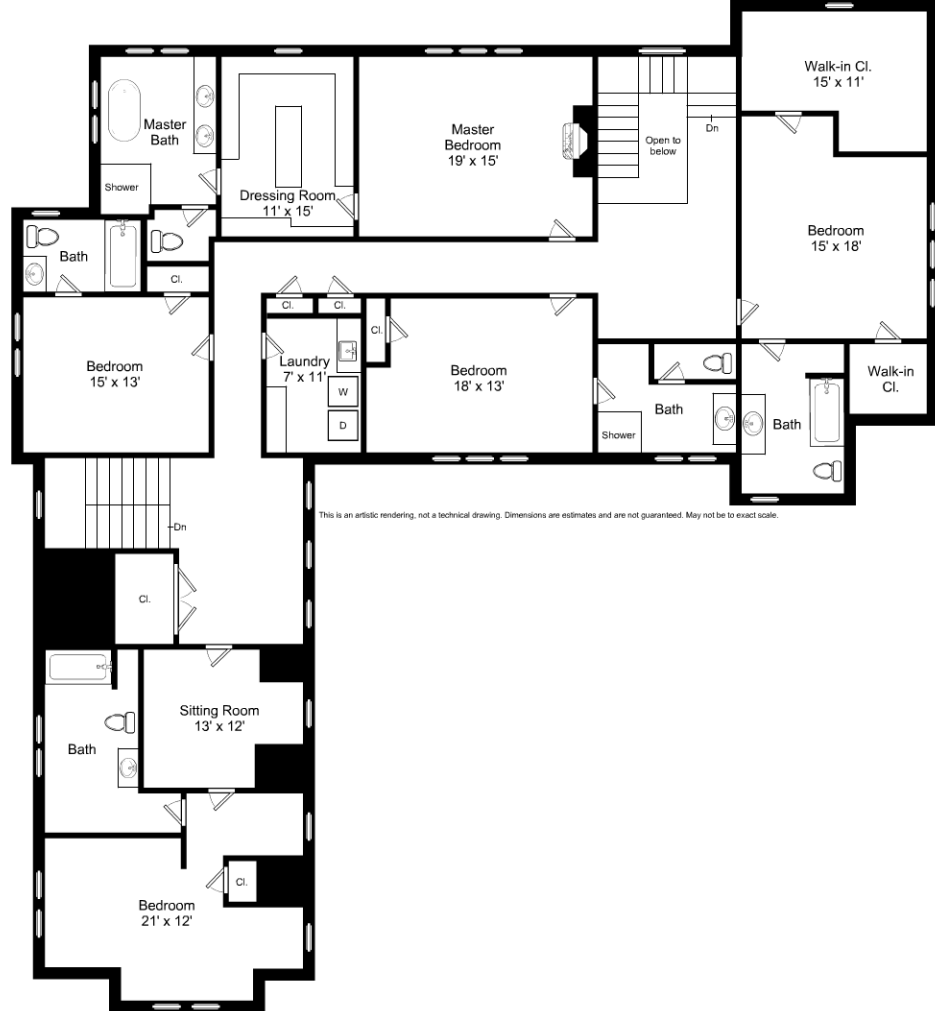 Walk-in Cl.
15' x 11'
Master
Bath
Shower
Dressing Room
11' x 15'
Master
Bedroom
19' x 15'
Open to
below
Dn
Bedroom
15' x 18'
Bath
Cl.
Bedroom
15' x 13'
Cl.
Cl.
Laundry
7' x 11'
W
D
Cl.
Bedroom
18' x 13'
Bath
Shower
Bath
Walk-in
Cl.
This is an artistic rendering, not a technical drawing. Dimensions are estimates and are not guaranteed. May not be to exact scale.
Dn
Cl.
Sitting Room
13' x 12'
Bath
Cl.
Bedroom
21' x 12'